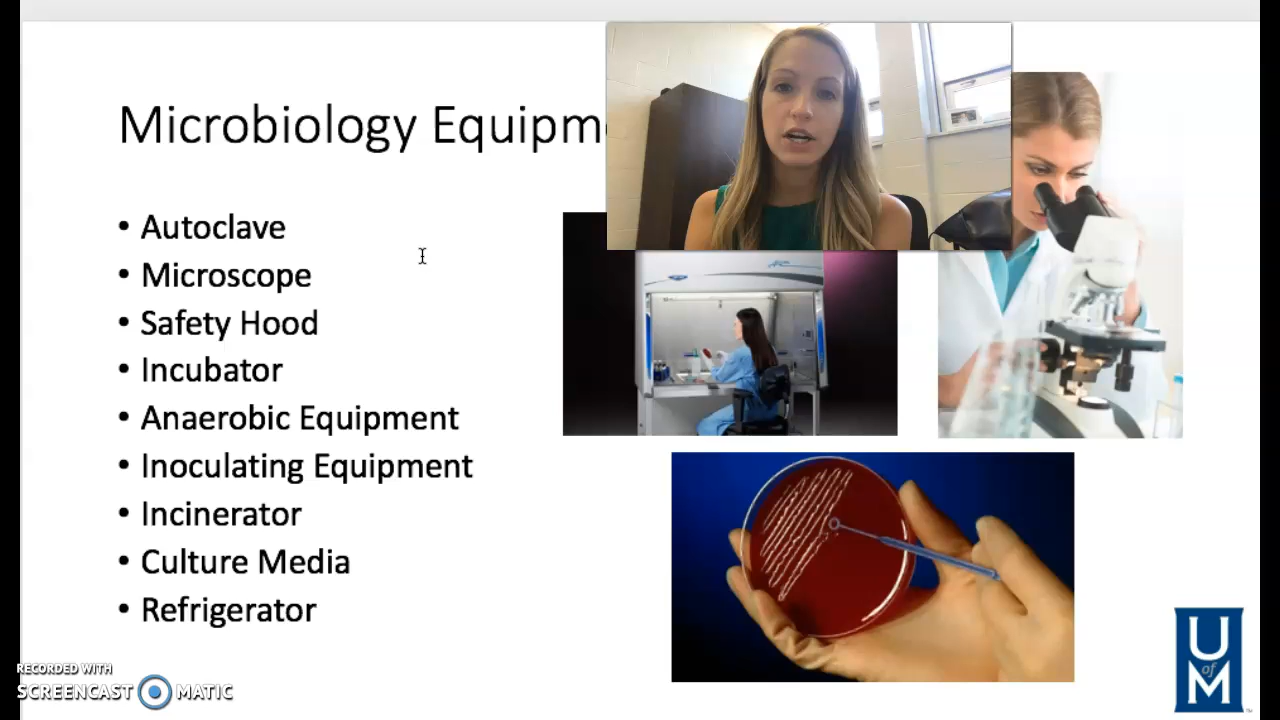 Microbiology Equipm
• Autoclave
• Microscope
• Safety Hood
• Incubator
• Anaerobic Equipment
• Inoculating Equipment
• Incinerator
• Culture Media
• Refrigerator
RECORDED WITH
SCREENCAST MATIC
U
of
M